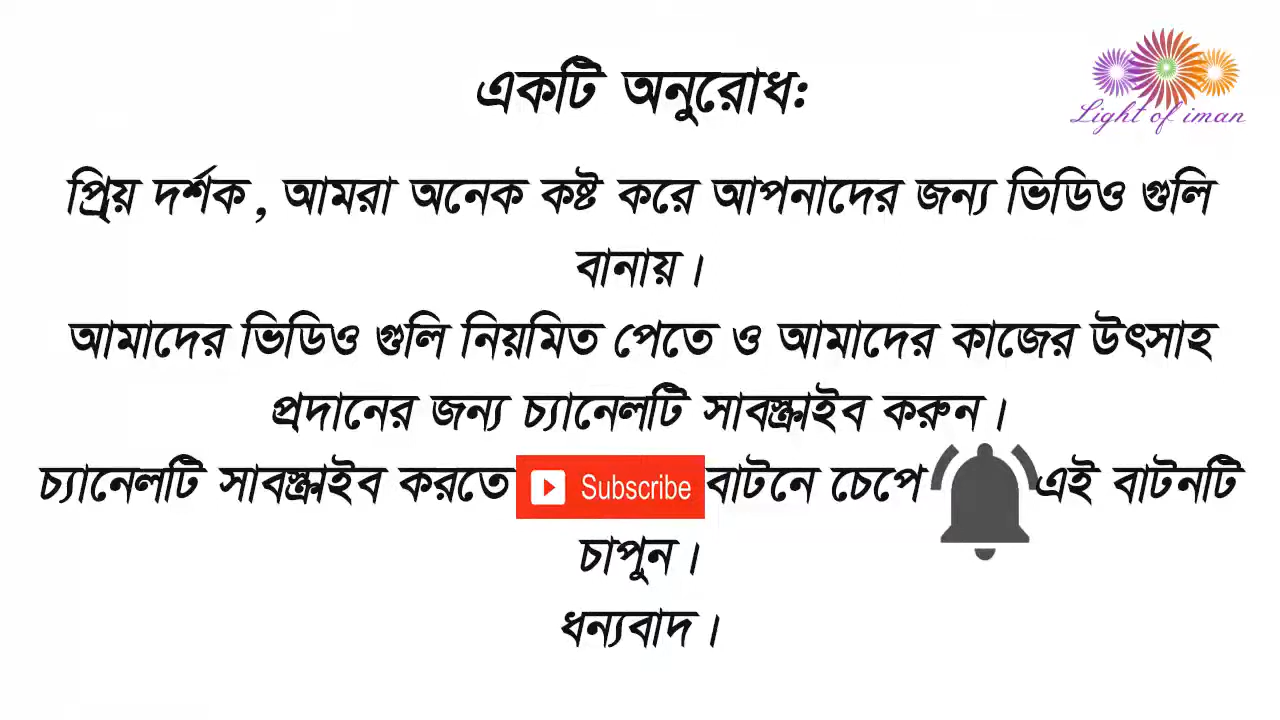 একটি অনুরোধ:
Light of iman
প্রিয় দর্শক, আমরা অনেক কষ্ট করে আপনাদের জন্য ভিডিও গুলি
বানায়।
আমাদের ভিডিও গুলি নিয়মিত পেতে ও আমাদের কাজের উৎসাহ
প্রদানের জন্য চ্যানেলটি সাবস্ক্রাইব করুন।
চ্যানেলটি সাবস্ক্রাইব করতে Subscribe বাটনে চেপে এই বাটনটি
চাপুন।
ধন্যবাদ।